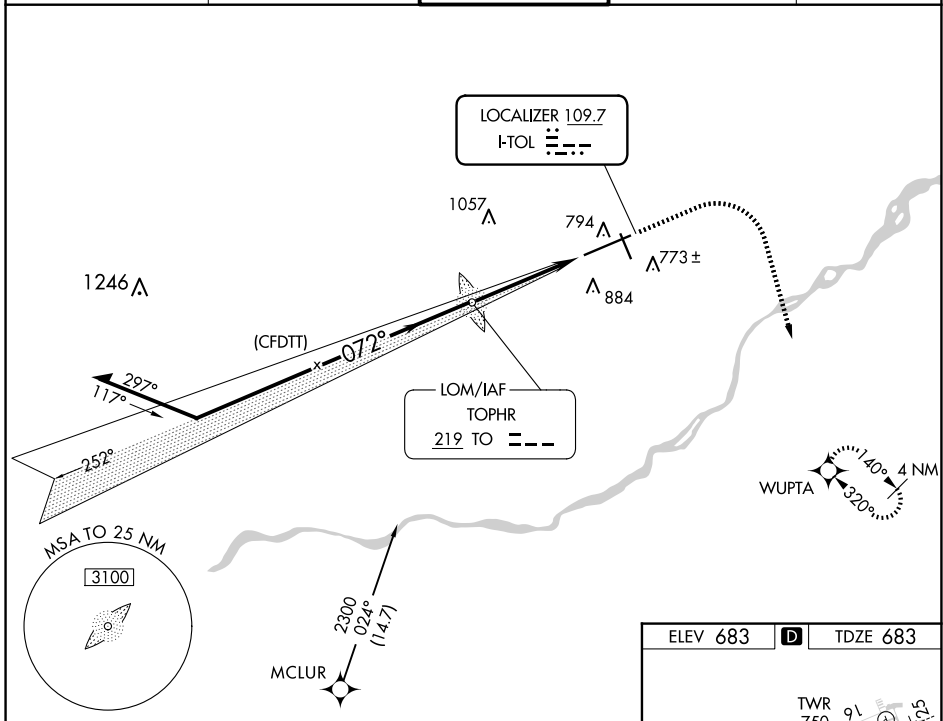 LOCALIZER 109.7
I-TOL
1057
794
773 ±
1246
884
(CFDTT)
072°
297°
117°
LOM/IAF
TOPHR
219 TO
252°
140°
4 NM
WUPTA
320°
MSA TO 25 NM
3100
2300
024°
(14.7)
MCLUR
ELEV 683 D TDZE 683
TWR
16
25